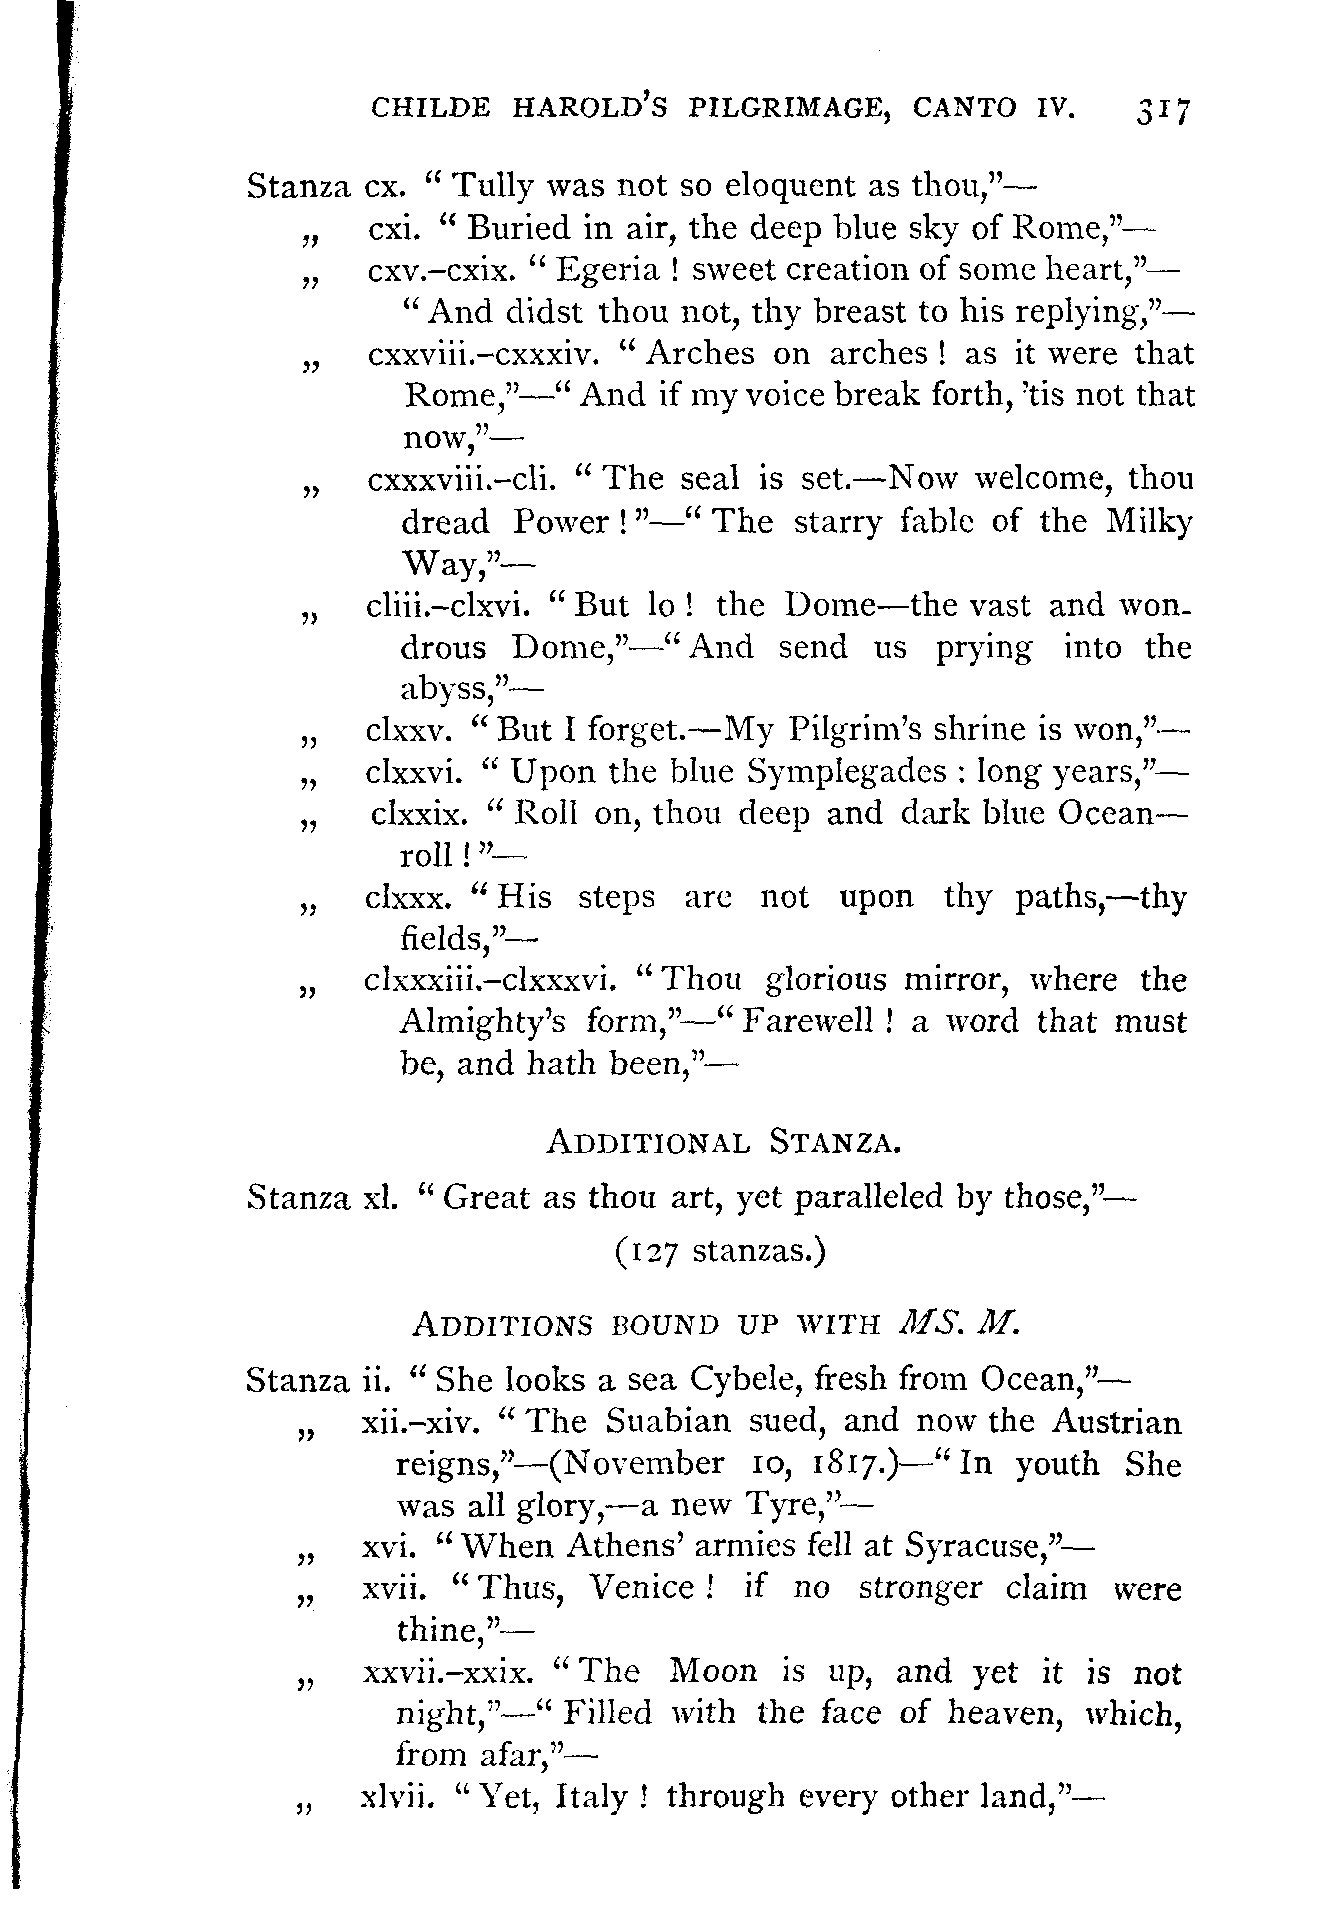 CHILDE HAROLD'S PILGRIMAGE, CANTO IV. 317
Stanza cx. “Tully was not so eloquent as thou,”—
„ cxi. “Buried in air, the deep blue sky of Rome,”—
„ cxv.–cxix. “Egeria ! sweet creation of some heart,”—
“And didst thou not, thy breast to his replying,”—
„ cxxviii.–cxxxiv. “Arches on arches ! as it were that
Rome,”—“And if my voice break forth, ’tis not that
now,”—
„ cxxxviii.–cli. “The seal is set.—Now welcome, thou
dread Power !”—“The starry fable of the Milky
Way,”—
„ cliii.–clxvi. “But lo ! the Dome—the vast and won-
drous Dome,”—“And send us prying into the
abyss,”—
„ clxxv. “But I forget.—My Pilgrim's shrine is won,”—
„ clxxvi. “Upon the blue Symplegades : long years,”—
„ clxxix. “Roll on, thou deep and dark blue Ocean—
roll !”—
„ clxxx. “His steps are not upon thy paths,—thy
fields,”—
„ clxxxiii.–clxxxvi. “Thou glorious mirror, where the
Almighty's form,”—“Farewell ! a word that must
be, and hath been,”—
ADDITIONAL STANZA.
Stanza xl. “Great as thou art, yet paralleled by those,”—
(127 stanzas.)
ADDITIONS BOUND UP WITH MS. M.
Stanza ii. “She looks a sea Cybele, fresh from Ocean,”—
„ xii.–xiv. “The Suabian sued, and now the Austrian
reigns,”—(November 10, 1817.)—“In youth She
was all glory,—a new Tyre,”—
„ xvi. “When Athens' armies fell at Syracuse,”—
„ xvii. “Thus, Venice ! if no stronger claim were
thine,”—
„ xxvii.–xxix. “The Moon is up, and yet it is not
night,”—“Filled with the face of heaven, which,
from afar,”—
„ xlvii. “Yet, Italy ! through every other land,”—